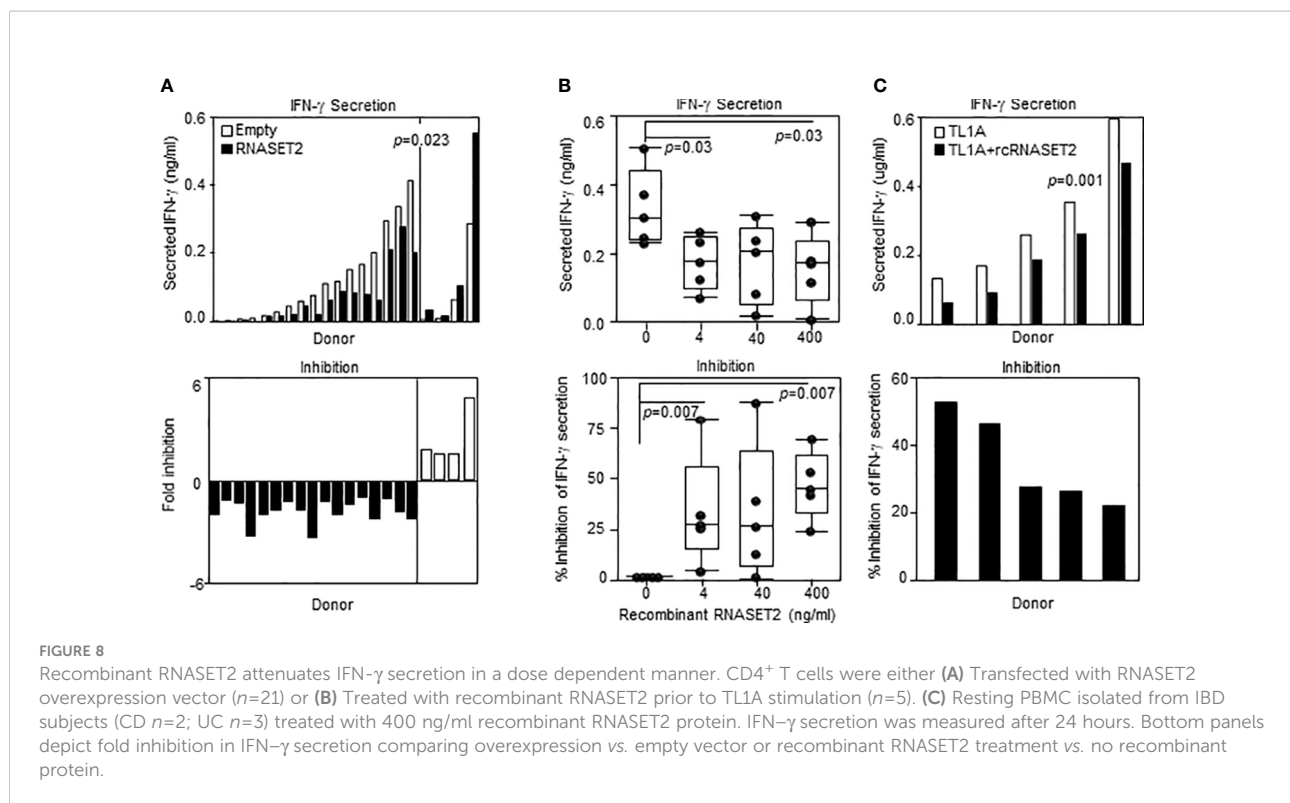 A
IFN-γ Secretion
Empty
RNASET2
p=0.023
Secreted IFN-γ (ng/ml)
0.6
0.4
0.2
0.0
Donor
Inhibition
Fold inhibition
6
0
-6
Donor
B
IFN-γ Secretion
p=0.03
p=0.03
Secreted IFN-γ (ng/ml)
0.6
0.4
0.2
0.0
0 4 40 400
Inhibition
p=0.007
p=0.007
% Inhibition of IFN-γ secretion
100
75
50
25
0
0 4 40 400
Recombinant RNASET2 (ng/ml)
C
IFN-γ Secretion
TL1A
TL1A+rcRNASET2
p=0.001
Secreted IFN-γ (ug/ml)
0.6
0.4
0.2
0.0
Donor
Inhibition
% Inhibition of IFN-γ secretion
60
40
20
0
Donor
FIGURE 8
Recombinant RNASET2 attenuates IFN-γ secretion in a dose dependent manner. CD4+ T cells were either (A) Transfected with RNASET2
overexpression vector (n=21) or (B) Treated with recombinant RNASET2 prior to TL1A stimulation (n=5). (C) Resting PBMC isolated from IBD
subjects (CD n=2; UC n=3) treated with 400 ng/ml recombinant RNASET2 protein. IFN–γ secretion was measured after 24 hours. Bottom panels
depict fold inhibition in IFN–γ secretion comparing overexpression vs. empty vector or recombinant RNASET2 treatment vs. no recombinant
protein.